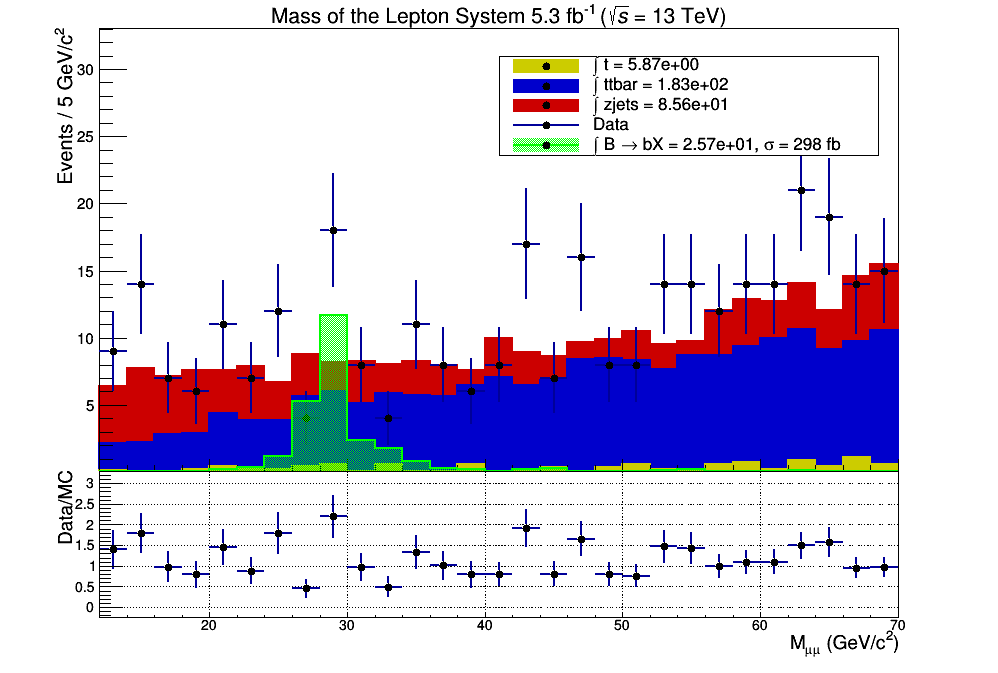 Mass of the Lepton System 5.3 fb⁻¹ (√s = 13 TeV)
Events / 5 GeV/c²
30
25
20
15
10
5
∫ t = 5.87e+00
∫ ttbar = 1.83e+02
∫ zjets = 8.56e+01
Data
∫ B → bX = 2.57e+01, σ = 298 fb
Data/MC
3
2.5
2
1.5
1
0.5
0
20 30 40 50 60 70
M_μμ (GeV/c²)